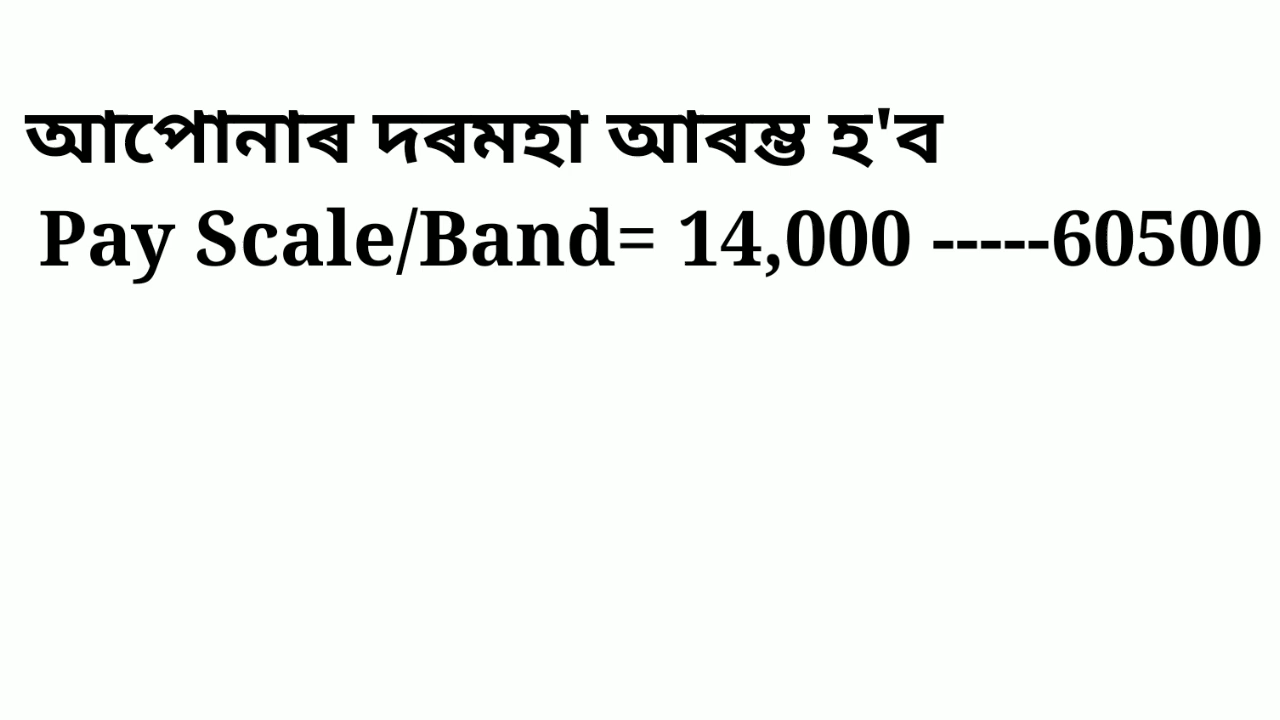 আপোনাৰ দৰমহা আৰম্ভ হ'ব
Pay Scale/Band= 14,000 -----60500